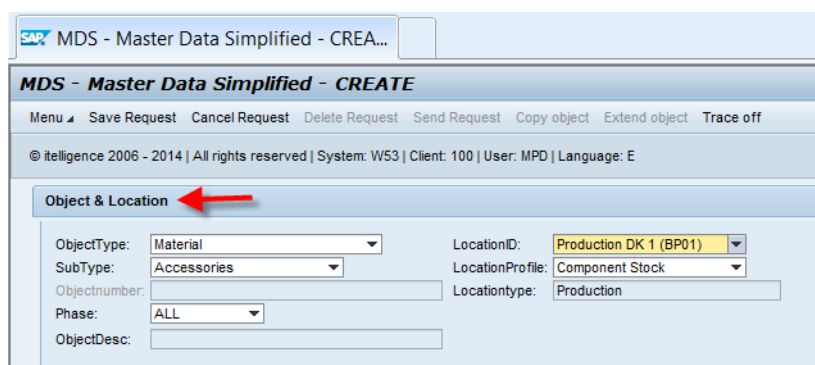 SAP MDS - Master Data Simplified - CREA...
MDS - Master Data Simplified - CREATE
Menu Save Request Cancel Request Delete Request Send Request Copy object Extend object Trace off
© itelligence 2006 - 2014 | All rights reserved | System: W53 | Client: 100 | User: MPD | Language: E
Object & Location
ObjectType: Material LocationID: Production DK 1 (BP01)
SubType: Accessories LocationProfile: Component Stock
Objectnumber: Locationtype: Production
Phase: ALL
ObjectDesc: